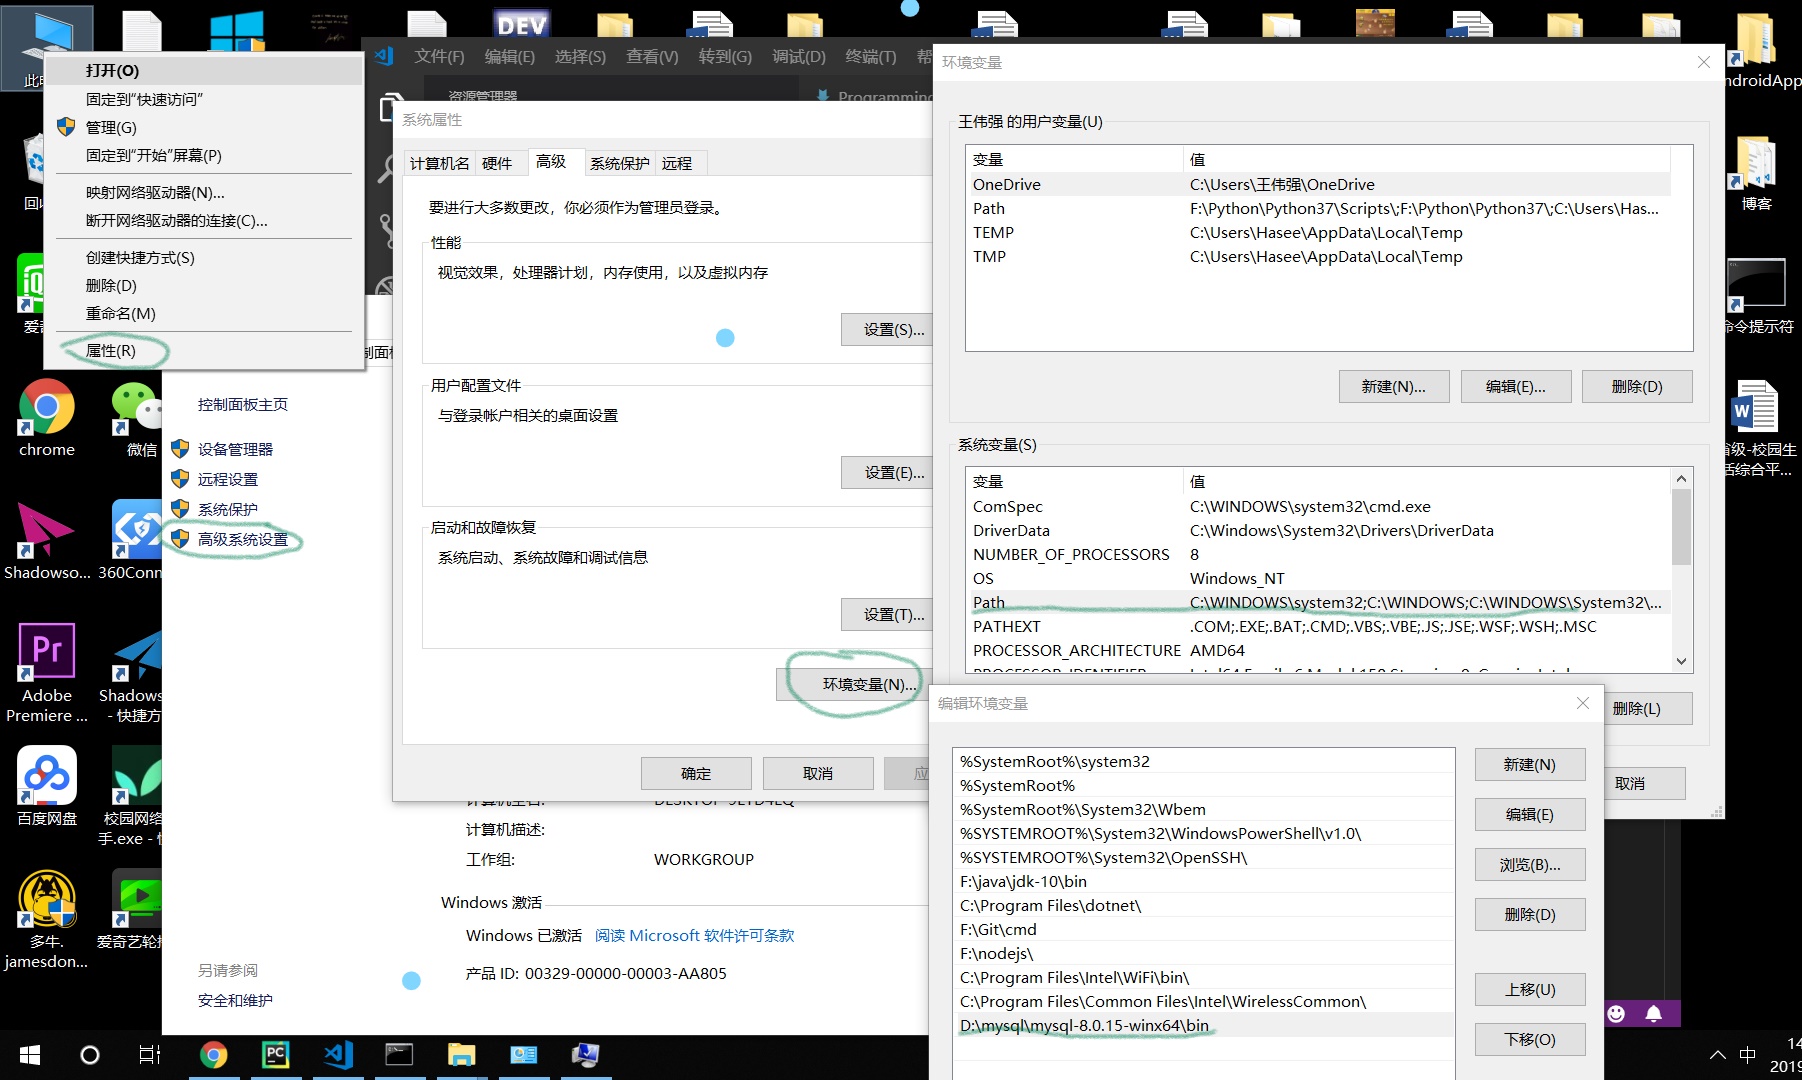 DEV
此电
打开(O)
固定到“快速访问”
管理(G)
固定到“开始”屏幕(P)
映射网络驱动器(N)...
断开网络驱动器的连接(C)...
创建快捷方式(S)
删除(D)
重命名(M)
属性(R)
回收
爱奇
chrome
微信
Shadowso...
360Conn
Pr
Adobe
Premiere ...
Shadows
- 快捷方
百度网盘
校园网络
手.exe - 快
多牛.
jamesdon...
爱奇艺轮播
文件(F) 编辑(E) 选择(S) 查看(V) 转到(G) 调试(D) 终端(T) 帮
资源管理器
Programming
制面板
控制面板主页
设备管理器
远程设置
系统保护
高级系统设置
另请参阅
安全和维护
系统属性
计算机名 硬件 高级 系统保护 远程
要进行大多数更改，你必须作为管理员登录。
性能
视觉效果，处理器计划，内存使用，以及虚拟内存
设置(S)...
用户配置文件
与登录帐户相关的桌面设置
设置(E)...
启动和故障恢复
系统启动、系统故障和调试信息
设置(T)...
环境变量(N)...
确定 取消 应
计算机全名:
计算机描述:
工作组: WORKGROUP
Windows 激活
Windows 已激活 阅读 Microsoft 软件许可条款
产品 ID: 00329-00000-00003-AA805
环境变量
王伟强 的用户变量(U)
变量 值
OneDrive C:\Users\王伟强\OneDrive
Path F:\Python\Python37\Scripts\;F:\Python\Python37\;C:\Users\Has...
TEMP C:\Users\Hasee\AppData\Local\Temp
TMP C:\Users\Hasee\AppData\Local\Temp
新建(N)... 编辑(E)... 删除(D)
系统变量(S)
变量 值
ComSpec C:\WINDOWS\system32\cmd.exe
DriverData C:\Windows\System32\Drivers\DriverData
NUMBER_OF_PROCESSORS 8
OS Windows_NT
Path C:\WINDOWS\system32;C:\WINDOWS;C:\WINDOWS\System32\...
PATHEXT .COM;.EXE;.BAT;.CMD;.VBS;.VBE;.JS;.JSE;.WSF;.WSH;.MSC
PROCESSOR_ARCHITECTURE AMD64
删除(L)
取消
编辑环境变量
%SystemRoot%\system32
%SystemRoot%
%SystemRoot%\System32\Wbem
%SYSTEMROOT%\System32\WindowsPowerShell\v1.0\
%SYSTEMROOT%\System32\OpenSSH\
F:\java\jdk-10\bin
C:\Program Files\dotnet\
F:\Git\cmd
F:\nodejs\
C:\Program Files\Intel\WiFi\bin\
C:\Program Files\Common Files\Intel\WirelessCommon\
D:\mysql\mysql-8.0.15-winx64\bin
新建(N)
编辑(E)
浏览(B)...
删除(D)
上移(U)
下移(O)
ndroidApp
博客
命令提示符
省级-校园生
活综合平...
PC
中
14
2019